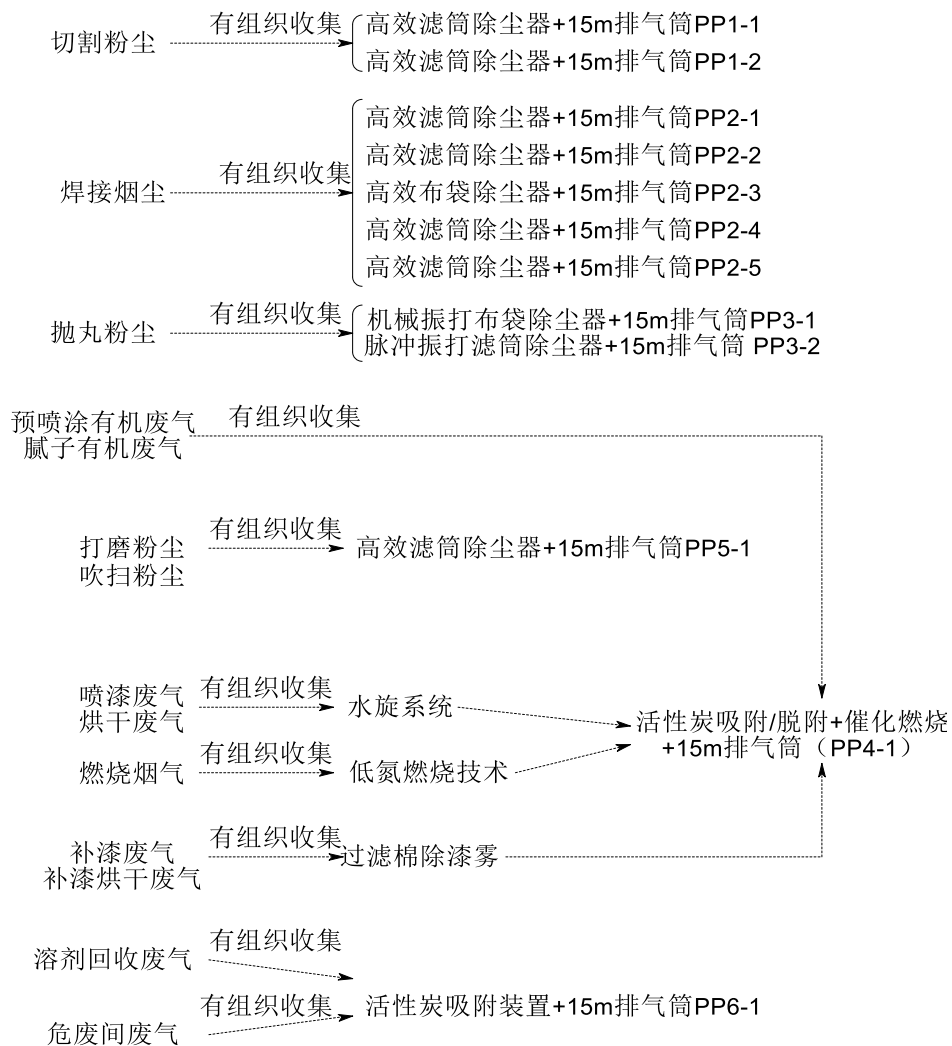 有组织收集
切割粉尘
高效滤筒除尘器+15m排气筒PP1-1
高效滤筒除尘器+15m排气筒PP1-2
有组织收集
焊接烟尘
高效滤筒除尘器+15m排气筒PP2-1
高效滤筒除尘器+15m排气筒PP2-2
高效布袋除尘器+15m排气筒PP2-3
高效滤筒除尘器+15m排气筒PP2-4
高效滤筒除尘器+15m排气筒PP2-5
有组织收集
抛丸粉尘
机械振打布袋除尘器+15m排气筒PP3-1
脉冲振打滤筒除尘器+15m排气筒 PP3-2
预喷涂有机废气
腻子有机废气
有组织收集
打磨粉尘
吹扫粉尘
有组织收集
高效滤筒除尘器+15m排气筒PP5-1
喷漆废气
烘干废气
有组织收集
水旋系统
燃烧烟气
有组织收集
低氮燃烧技术
活性炭吸附/脱附+催化燃烧
+15m排气筒（PP4-1）
补漆废气
补漆烘干废气
有组织收集
过滤棉除漆雾
溶剂回收废气
有组织收集
危废间废气
有组织收集
活性炭吸附装置+15m排气筒PP6-1